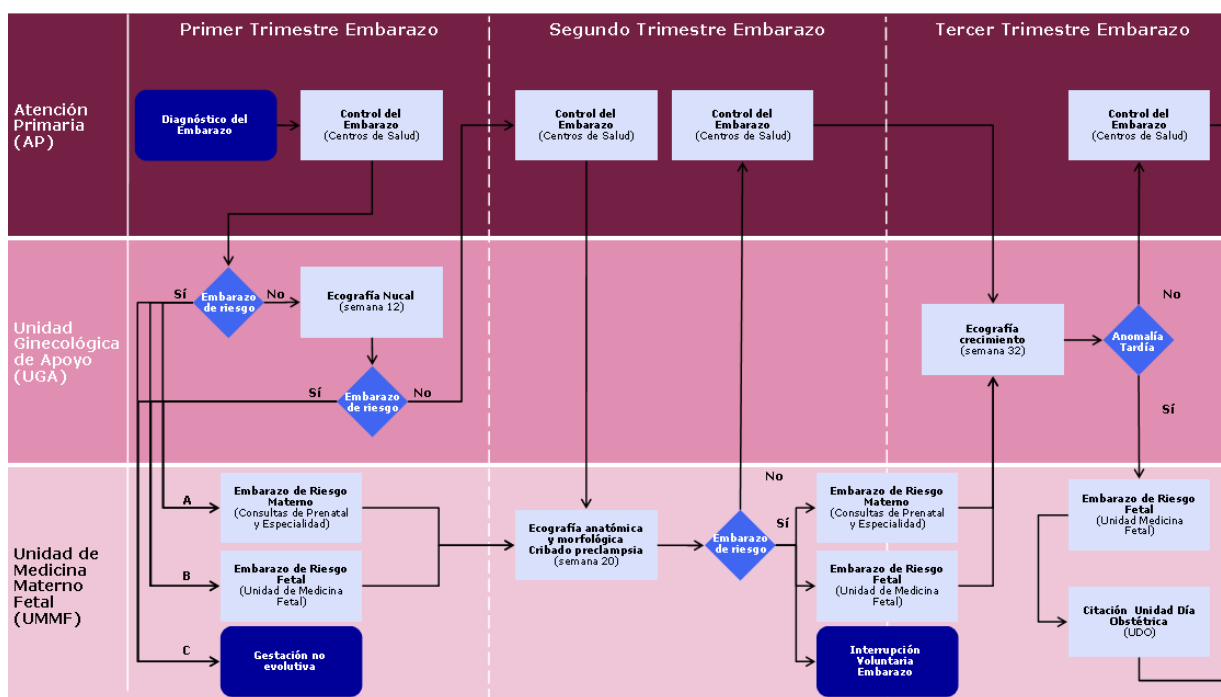 Primer Trimestre Embarazo
Segundo Trimestre Embarazo
Tercer Trimestre Embarazo
Atención
Primaria
(AP)
Diagnóstico del
Embarazo
Control del
Embarazo
(Centros de Salud)
Control del
Embarazo
(Centros de Salud)
Control del
Embarazo
(Centros de Salud)
Control del
Embarazo
(Centros de Salud)
Unidad
Ginecológica
de Apoyo
(UGA)
Sí
Embarazo
de riesgo
No
Ecografía Nucal
(semana 12)
Sí
Embarazo
de riesgo
No
Ecografía
crecimiento
(semana 32)
No
Anomalía
Tardía
Sí
Unidad de
Medicina
Materno
Fetal
(UMMF)
A
Embarazo de Riesgo
Materno
(Consultas de Prenatal
y Especialidad)
B
Embarazo de Riesgo
Fetal
(Unidad de Medicina
Fetal)
C
Gestación no
evolutiva
Ecografía anatómica
y morfológica
Cribado preclampsia
(semana 20)
No
Embarazo
de riesgo
Sí
Embarazo de Riesgo
Materno
(Consultas de Prenatal
y Especialidad)
Embarazo de Riesgo
Fetal
(Unidad de Medicina
Fetal)
Interrupción
Voluntaria
Embarazo
Embarazo de Riesgo
Fetal
(Unidad Medicina
Fetal)
Citación Unidad Día
Obstétrica
(UDO)